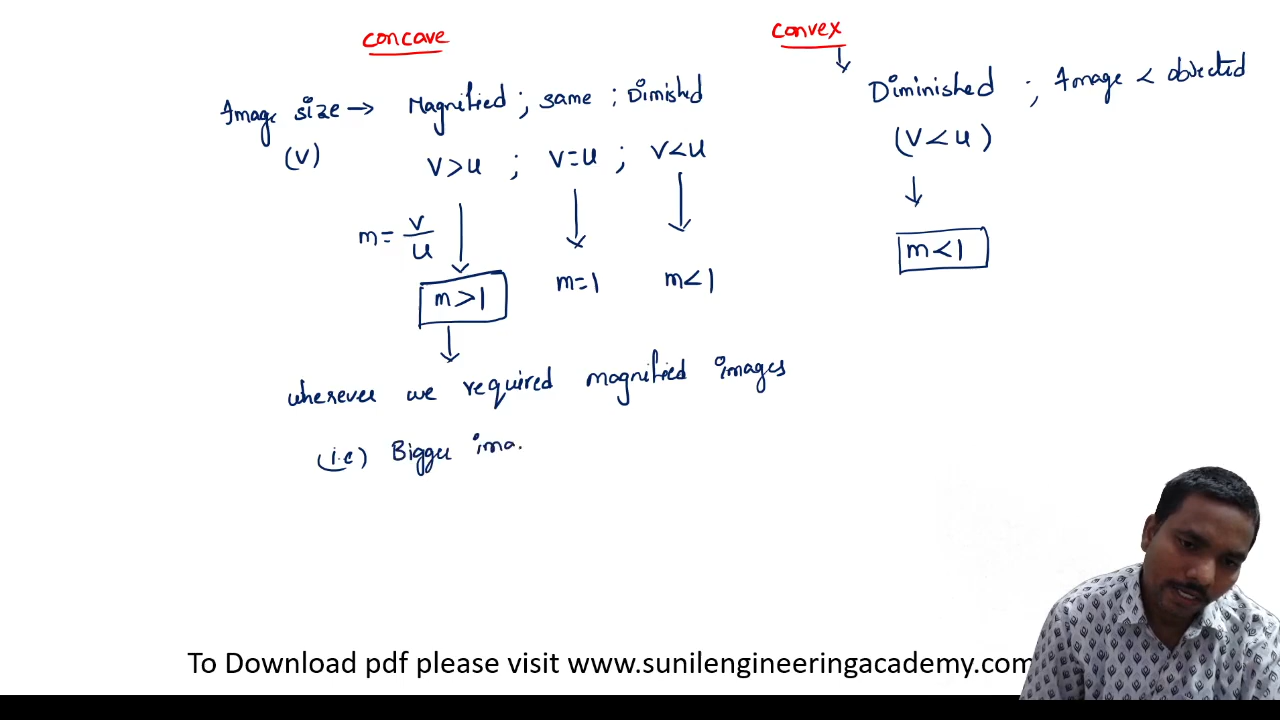 concave
convex
Image size → Magnified ; same ; Dimished
Diminished ; Image < objected
(v)
v>u ; v=u ; v<u
(v<u)
m = v/u
m>1
m=1
m<1
m<1
wherever we required magnified images
(i.e) Bigger ima
To Download pdf please visit www.sunilengineeringacademy.com